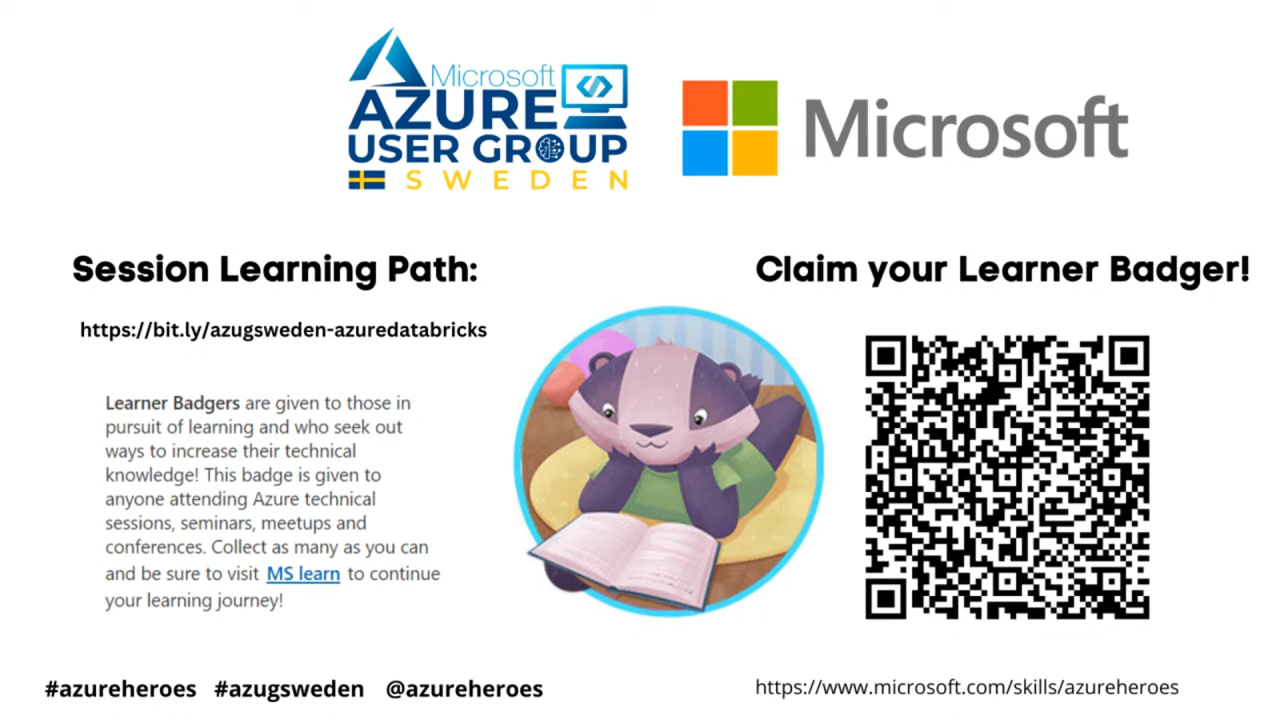 Microsoft
AZURE
USER GROUP
SWEDEN
Microsoft
Session Learning Path:
Claim your Learner Badger!
https://bit.ly/azugsweden-azuredatabricks
Learner Badgers are given to those in
pursuit of learning and who seek out
ways to increase their technical
knowledge! This badge is given to
anyone attending Azure technical
sessions, seminars, meetups and
conferences. Collect as many as you can
and be sure to visit MS learn to continue
your learning journey!
#azureheroes #azugsweden @azureheroes
https://www.microsoft.com/skills/azureheroes